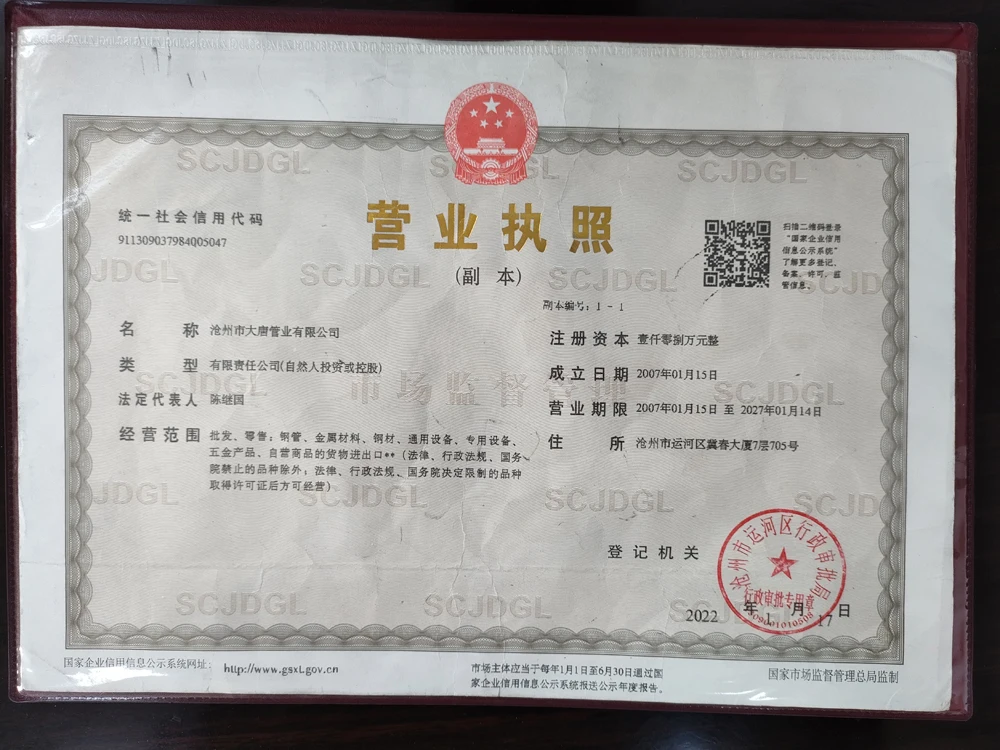 营业执照
(副 本)
副本编号：1 - 1
统一社会信用代码
911309037984005047
扫描二维码登录
“国家企业信用
信息公示系统”
了解更多登记、
备案、许可、监
管信息。
名 称 沧州市大唐管业有限公司
类 型 有限责任公司(自然人投资或控股)
法定代表人 陈继国
经营范围 批发、零售：钢管、金属材料、钢材、通用设备、专用设备、
五金产品、自营商品的货物进出口**（法律、行政法规、国务
院禁止的品种除外；法律、行政法规、国务院决定限制的品种
取得许可证后方可经营）
注册资本 壹仟零捌万元整
成立日期 2007年01月15日
营业期限 2007年01月15日 至 2027年01月14日
住 所 沧州市运河区冀春大厦7层705号
市场监督管理
SCJDGL
登记机关
沧州市运河区行政审批局
行政审批专用章
2022 年 1 月 17 日
国家企业信用信息公示系统网址： http://www.gsxt.gov.cn
市场主体应当于每年1月1日至6月30日通过国
家企业信用信息公示系统报送公示年度报告。
国家市场监督管理总局监制